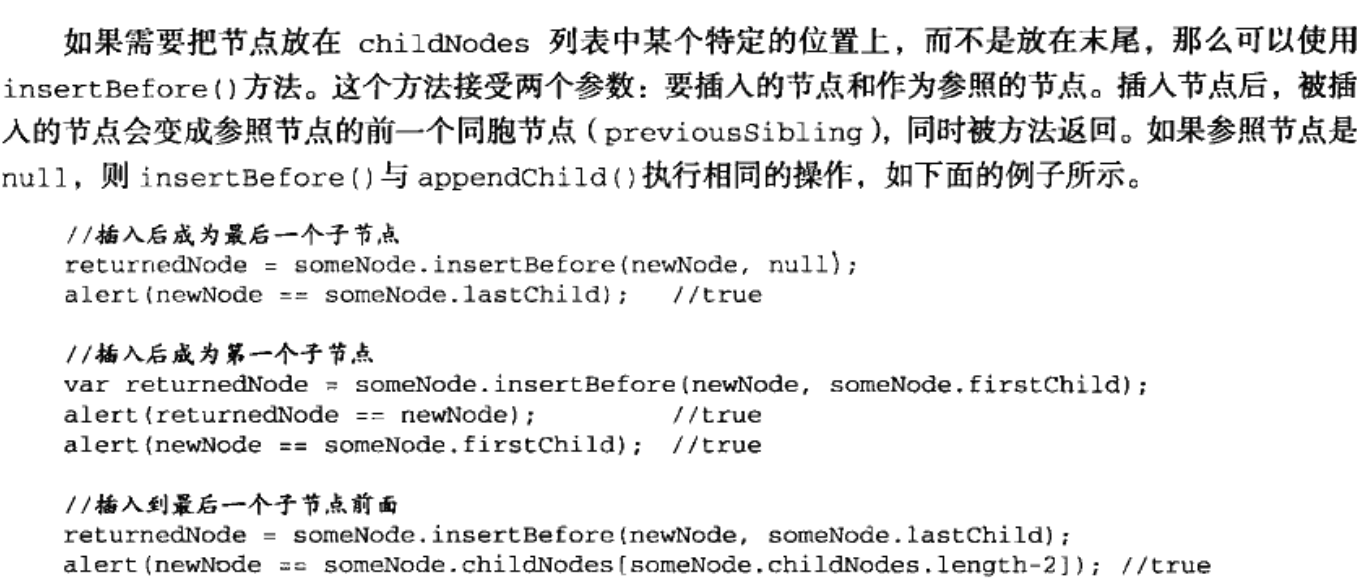 如果需要把节点放在 childNodes 列表中某个特定的位置上，而不是放在末尾，那么可以使用
insertBefore()方法。这个方法接受两个参数：要插入的节点和作为参照的节点。插入节点后，被插
入的节点会变成参照节点的前一个同胞节点（previousSibling），同时被方法返回。如果参照节点是
null，则 insertBefore()与 appendChild()执行相同的操作，如下面的例子所示。
//插入后成为最后一个子节点
returnedNode = someNode.insertBefore(newNode, null);
alert(newNode == someNode.lastChild);   //true
//插入后成为第一个子节点
var returnedNode = someNode.insertBefore(newNode, someNode.firstChild);
alert(returnedNode == newNode);         //true
alert(newNode == someNode.firstChild);  //true
//插入到最后一个子节点前面
returnedNode = someNode.insertBefore(newNode, someNode.lastChild);
alert(newNode == someNode.childNodes[someNode.childNodes.length-2]); //true